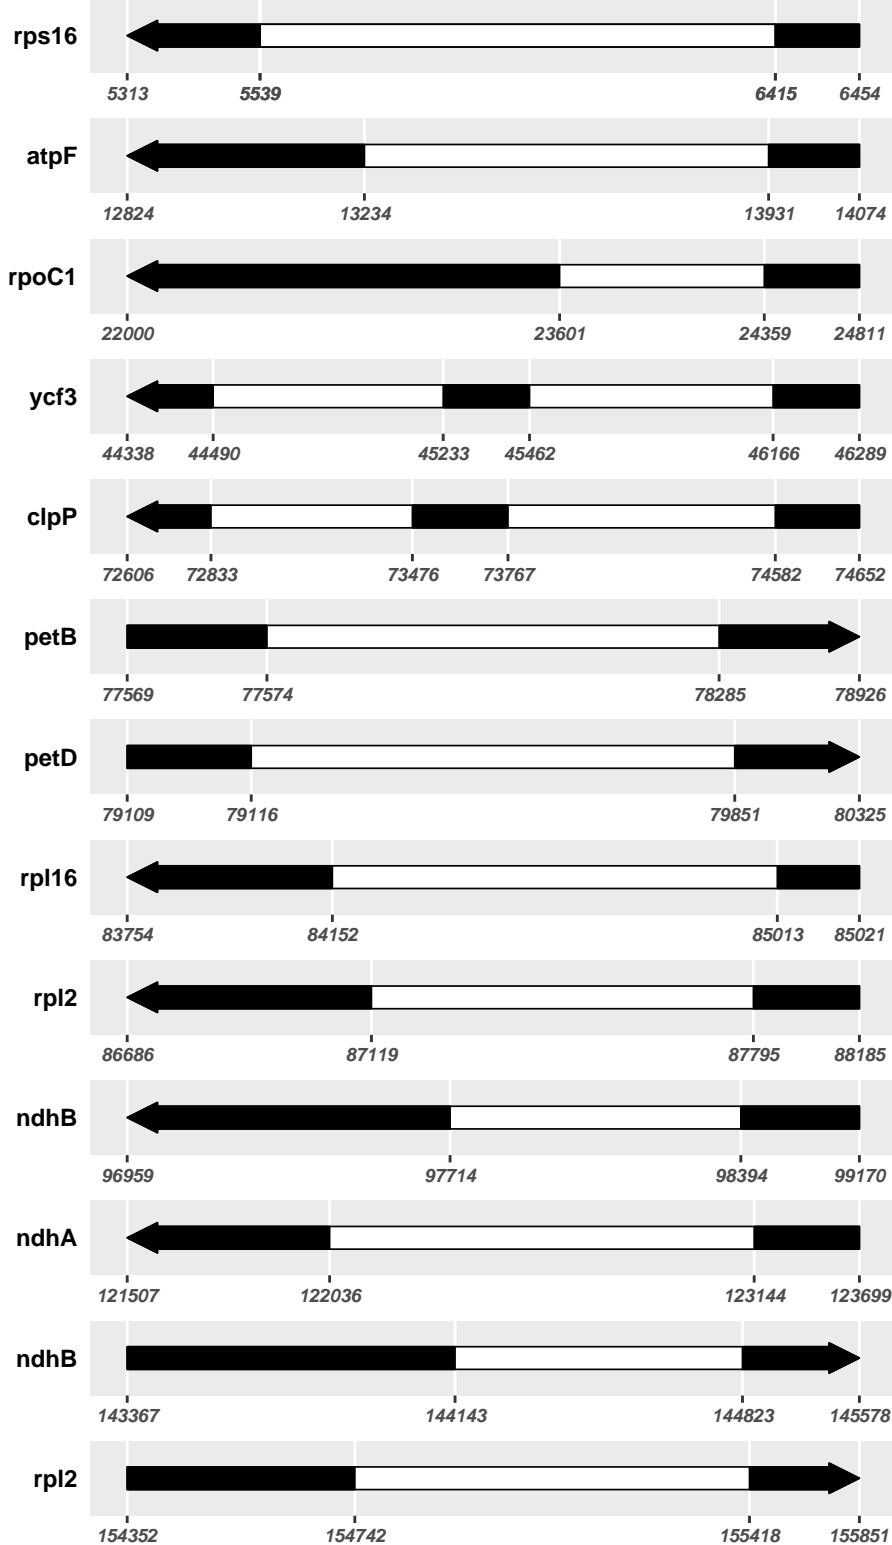 rps16
5313 5539 6415 6454
atpF
12824 13234 13931 14074
rpoC1
22000 23601 24359 24811
ycf3
44338 44490 45233 45462 46166 46289
clpP
72606 72833 73476 73767 74582 74652
petB
77569 77574 78285 78926
petD
79109 79116 79851 80325
rpl16
83754 84152 85013 85021
rpl2
86686 87119 87795 88185
ndhB
96959 97714 98394 99170
ndhA
121507 122036 123144 123699
ndhB
143367 144143 144823 145578
rpl2
154352 154742 155418 155851